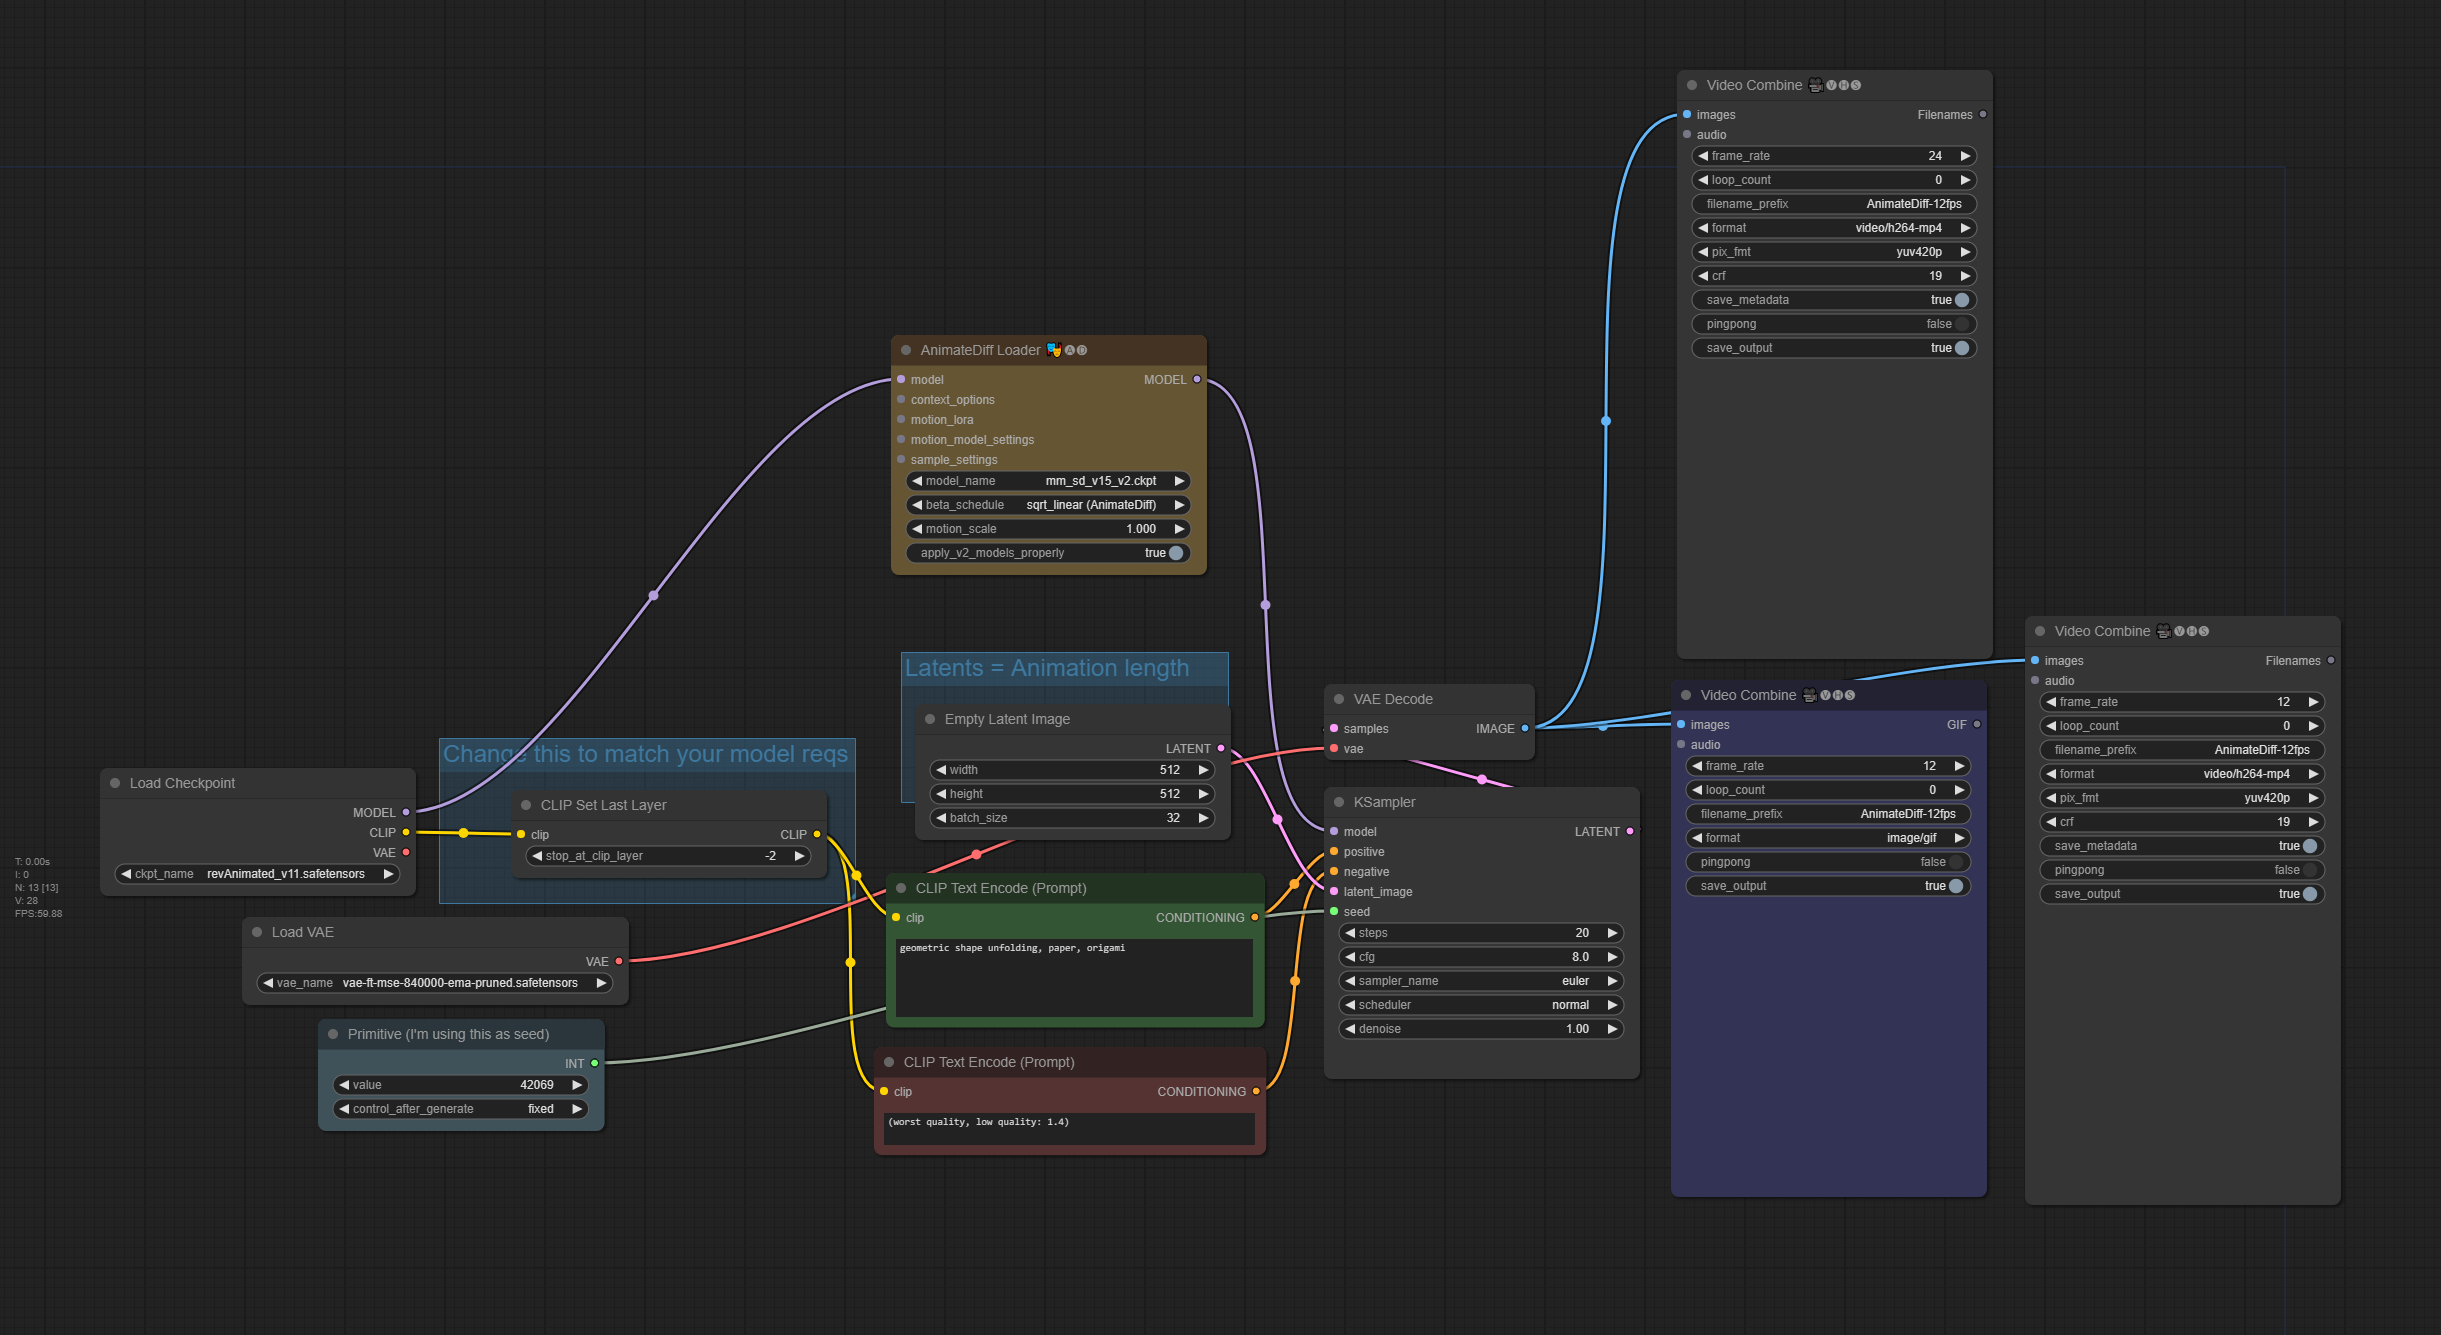 Video Combine 🎥🅥🅗🅢
images Filenames
audio
frame_rate 24
loop_count 0
filename_prefix AnimateDiff-12fps
format video/h264-mp4
pix_fmt yuv420p
crf 19
save_metadata true
pingpong false
save_output true
AnimateDiff Loader 🎭🅐🅓
model MODEL
context_options
motion_lora
motion_model_settings
sample_settings
model_name mm_sd_v15_v2.ckpt
beta_schedule sqrt_linear (AnimateDiff)
motion_scale 1.000
apply_v2_models_properly true
Latents = Animation length
Empty Latent Image
LATENT
width 512
height 512
batch_size 32
Change this to match your model reqs
CLIP Set Last Layer
clip CLIP
stop_at_clip_layer -2
Load Checkpoint
MODEL
CLIP
VAE
ckpt_name revAnimated_v11.safetensors
T: 0.00s
I: 0
N: 13 [13]
V: 28
FPS:59.88
Load VAE
VAE
vae_name vae-ft-mse-840000-ema-pruned.safetensors
Primitive (I'm using this as seed)
INT
value 42069
control_after_generate fixed
CLIP Text Encode (Prompt)
clip CONDITIONING
geometric shape unfolding, paper, origami
CLIP Text Encode (Prompt)
clip CONDITIONING
(worst quality, low quality: 1.4)
VAE Decode
samples IMAGE
vae
KSampler
model LATENT
positive
negative
latent_image
seed
steps 20
cfg 8.0
sampler_name euler
scheduler normal
denoise 1.00
Video Combine 🎥🅥🅗🅢
images GIF
audio
frame_rate 12
loop_count 0
filename_prefix AnimateDiff-12fps
format image/gif
pingpong false
save_output true
Video Combine 🎥🅥🅗🅢
images Filenames
audio
frame_rate 12
loop_count 0
filename_prefix AnimateDiff-12fps
format video/h264-mp4
pix_fmt yuv420p
crf 19
save_metadata true
pingpong false
save_output true